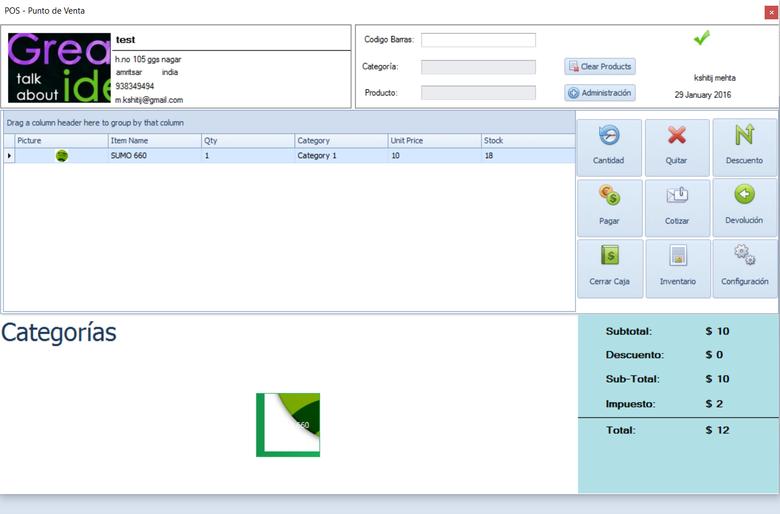 POS - Punto de Venta
Grea
talk
about ide
test
h.no 105 ggs nagar
amritsar india
938349494
m.kshitij@gmail.com
Codigo Barras:
Categoría:
Producto:
Clear Products
Administración
kshitij mehta
29 January 2016
Drag a column header here to group by that column
Picture Item Name Qty Category Unit Price Stock
SUMO 660 1 Category 1 10 18
Cantidad Quitar Descuento
Pagar Cotizar Devolución
Cerrar Caja Inventario Configuración
Categorías
660
Subtotal: $ 10
Descuento: $ 0
Sub-Total: $ 10
Impuesto: $ 2
Total: $ 12